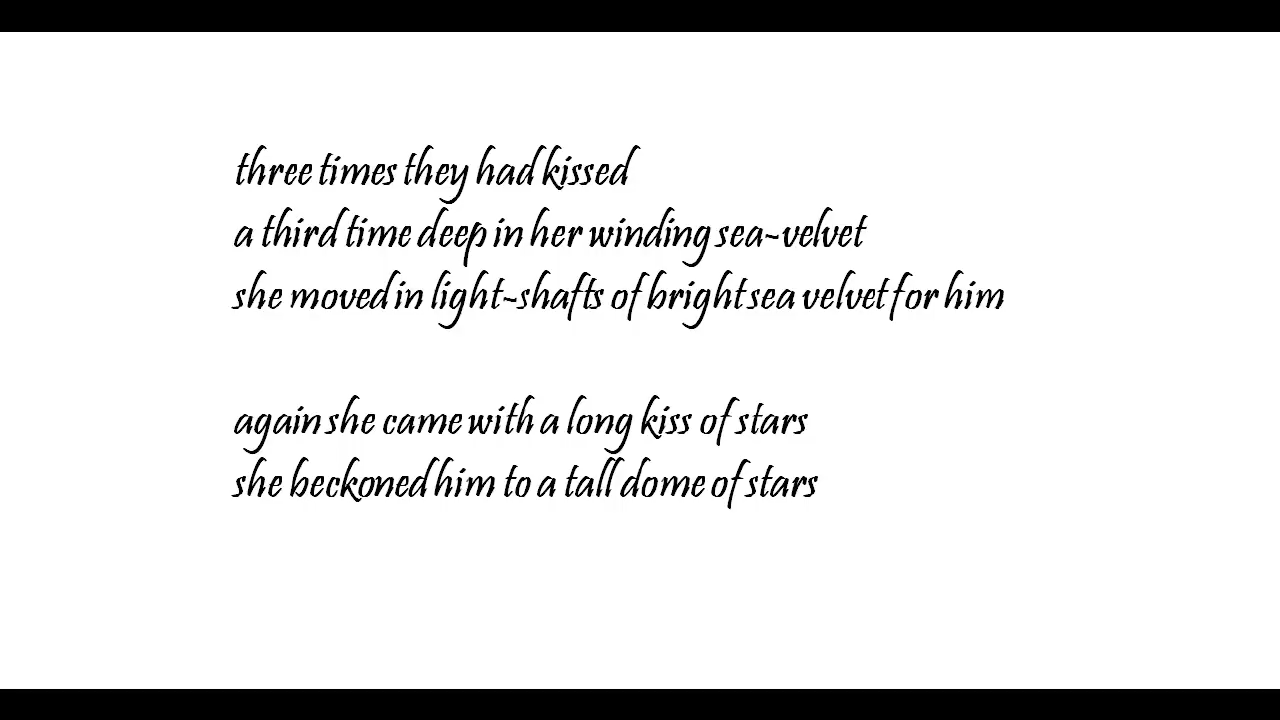 three times they had kissed
a third time deep in her winding sea-velvet
she moved in light-shafts of bright sea velvet for him
again she came with a long kiss of stars
she beckoned him to a tall dome of stars